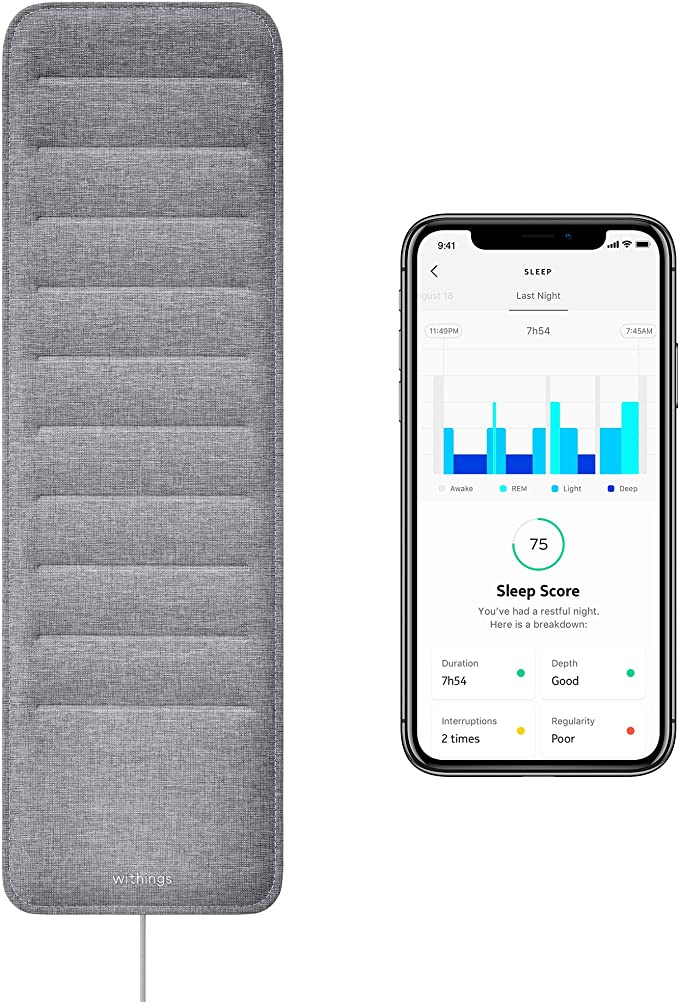 withings
9:41
SLEEP
gust 18
Last Night
11:49PM
7h54
7:45AM
Awake
REM
Light
Deep
75
Sleep Score
You've had a restful night.
Here is a breakdown:
Duration
7h54
Depth
Good
Interruptions
2 times
Regularity
Poor